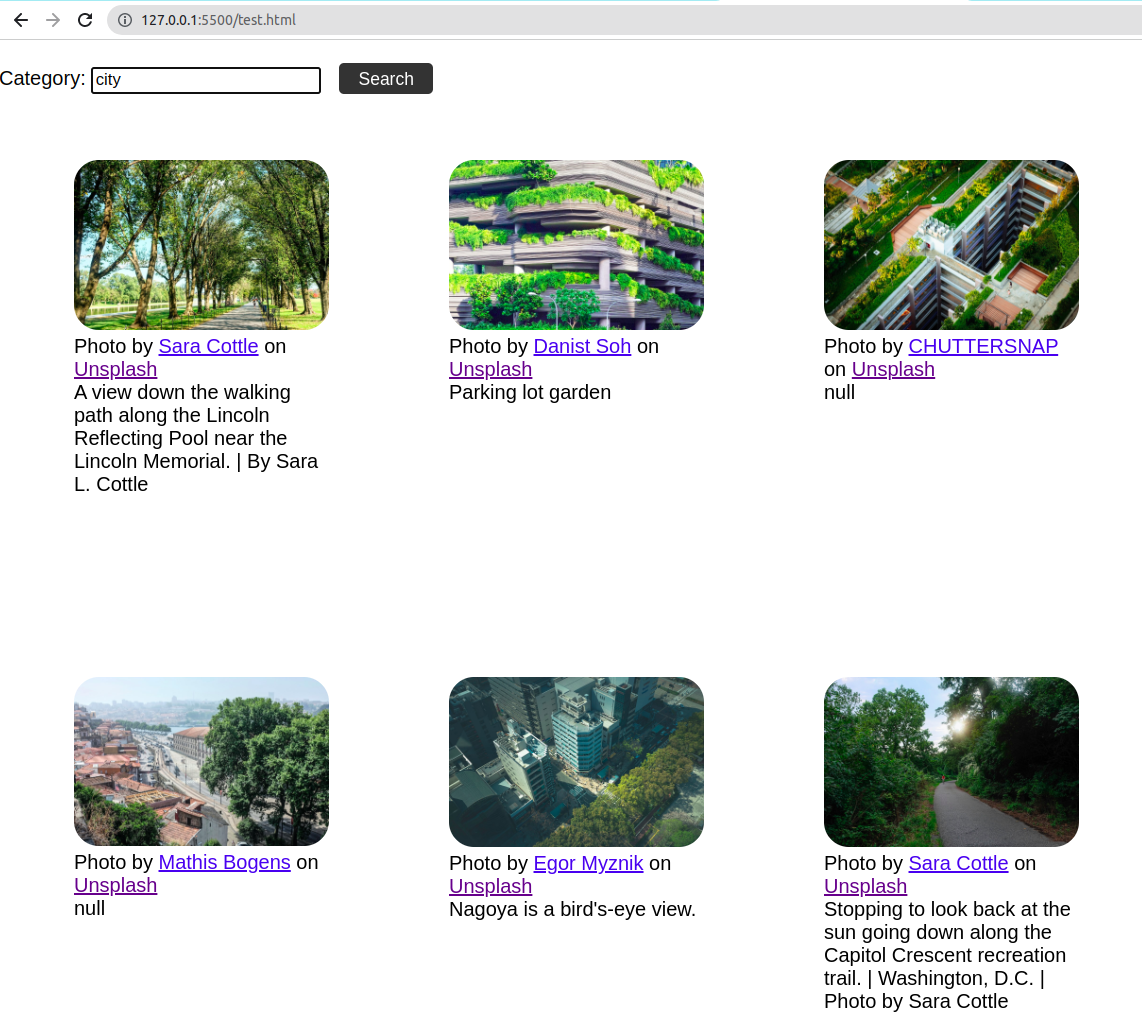 127.0.0.1:5500/test.html
Category: city Search
Photo by Sara Cottle on
Unsplash
A view down the walking
path along the Lincoln
Reflecting Pool near the
Lincoln Memorial. | By Sara
L. Cottle
Photo by Danist Soh on
Unsplash
Parking lot garden
Photo by CHUTTERSNAP
on Unsplash
null
Photo by Mathis Bogens on
Unsplash
null
Photo by Egor Myznik on
Unsplash
Nagoya is a bird's-eye view.
Photo by Sara Cottle on
Unsplash
Stopping to look back at the
sun going down along the
Capitol Crescent recreation
trail. | Washington, D.C. |
Photo by Sara Cottle